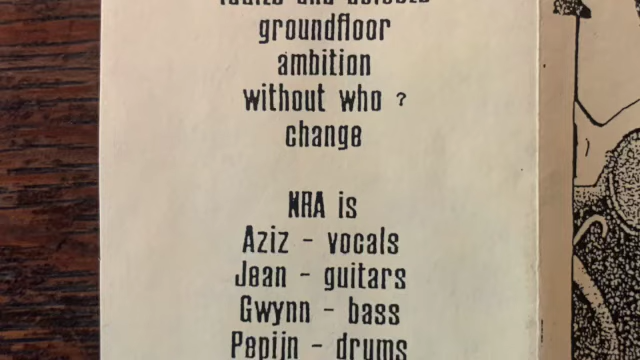 groundfloor
ambition
without who ?
change
NRA is
Aziz - vocals
Jean - guitars
Gwynn - bass
Pepijn - drums